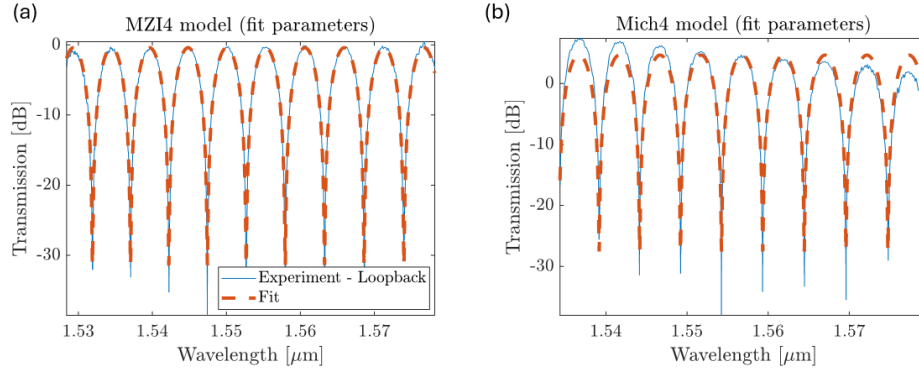 (a)
MZI4 model (fit parameters)
0
-10
-20
-30
Transmission [dB]
1.53
1.54
1.55
1.56
1.57
Wavelength [μm]
Experiment - Loopback
Fit
(b)
Mich4 model (fit parameters)
0
-10
-20
-30
Transmission [dB]
1.54
1.55
1.56
1.57
Wavelength [μm]